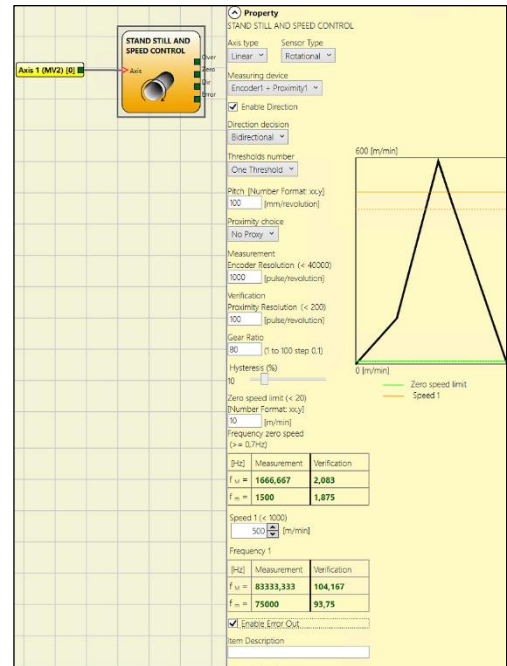 Property
STAND STILL AND SPEED CONTROL
STAND STILL AND
SPEED CONTROL
Axis 1 (MV2) [0]
Axis
Over
Zero
Dir
Error
Axis type Sensor Type
Linear Rotational
Measuring device
Encoder1 + Proximity1
Enable Direction
Direction decision
Bidirectional
Thresholds number
One Threshold
Pitch [Number Format: xx,y]
100 [mm/revolution]
Proximity choice
No Proxy
Measurement
Encoder Resolution (< 40000)
1000 [pulse/revolution]
Verification
Proximity Resolution (< 200)
100 [pulse/revolution]
Gear Ratio
80 (1 to 100 step 0,1)
Hysteresis (%)
10
Zero speed limit (< 20)
[Number Format: xx,y]
10 [m/min]
Frequency zero speed
(>= 0,7Hz)
[Hz] Measurement Verification
f M = 1666,667 2,083
f m = 1500 1,875
Speed 1 (< 1000)
500 [m/min]
Frequency 1
[Hz] Measurement Verification
f M = 83333,333 104,167
f m = 75000 93,75
Enable Error Out
Item Description
600 [m/min]
0 [m/min]
Zero speed limit
Speed 1